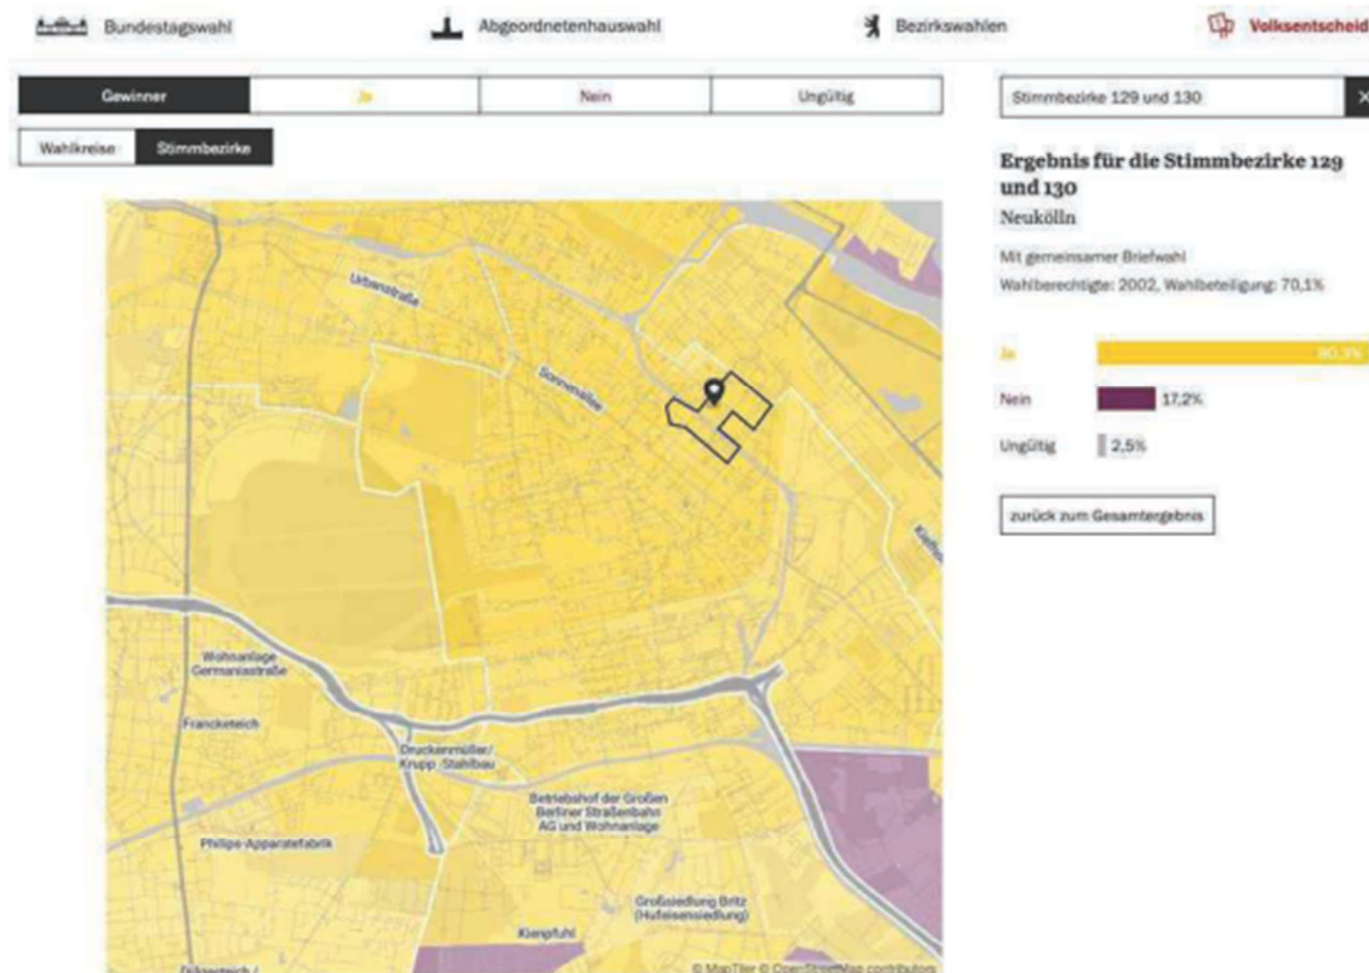 Bundestagswahl
Abgeordnetenhauswahl
Bezirkswahlen
Volksentscheid
Gewinner
Ja
Nein
Ungültig
Stimmbezirke 129 und 130
Wahlkreise
Stimmbezirke
Ergebnis für die Stimmbezirke 129
und 130
Neukölln
Mit gemeinsamer Briefwahl
Wahlberechtigte: 2002, Wahlbeteiligung: 70,1%
Ja
80,3%
Nein
17,2%
Ungültig
2,5%
zurück zum Gesamtergebnis
Urbanstraße
Sonnenallee
Wohnanlage
Germaniastraße
Francketeich
Druckenmüller/
Krupp-Stahlbau
Betriebshof der Großen
Berliner Straßenbahn
AG und Wohnanlage
Philips-Apparatefabrik
Großsiedlung Britz
(Hufeisensiedlung)
Kienpfuhl
© MapTiler © OpenStreetMap contributors